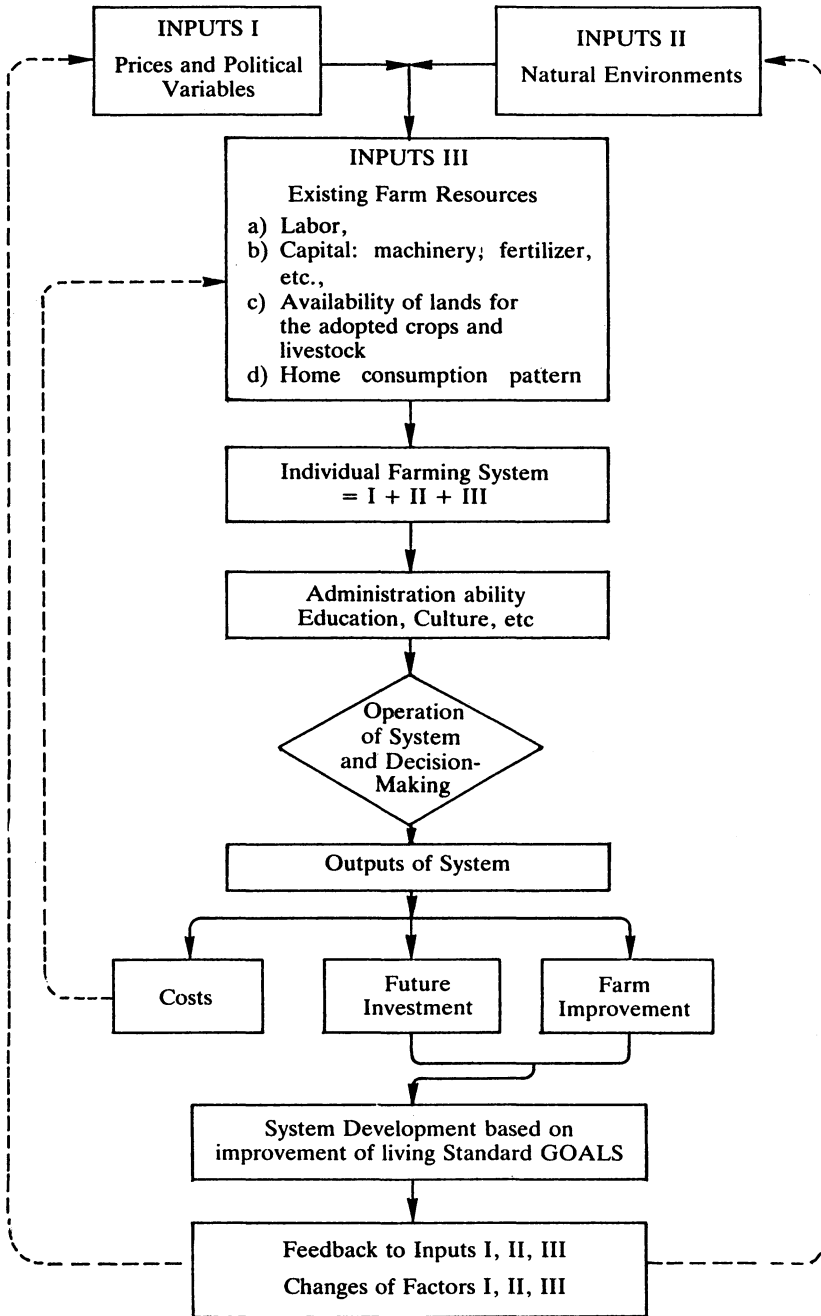 INPUTS I
Prices and Political
Variables
INPUTS II
Natural Environments
INPUTS III
Existing Farm Resources
a) Labor,
b) Capital: machinery; fertilizer,
etc.,
c) Availability of lands for
the adopted crops and
livestock
d) Home consumption pattern
Individual Farming System
= I + II + III
Administration ability
Education, Culture, etc
Operation
of System
and Decision-
Making
Outputs of System
Costs
Future
Investment
Farm
Improvement
System Development based on
improvement of living Standard GOALS
Feedback to Inputs I, II, III
Changes of Factors I, II, III